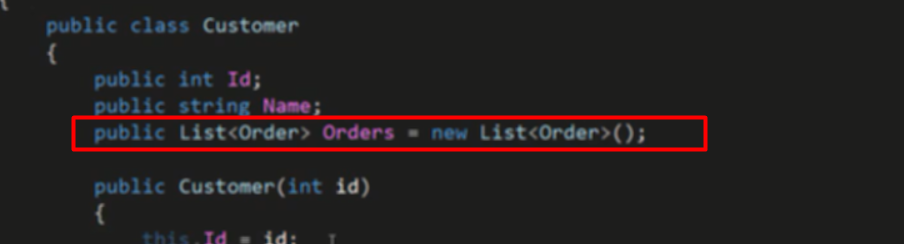 {
public class Customer
{
public int Id;
public string Name;
public List<Order> Orders = new List<Order>();
public Customer(int id)
{
this.Id = id;